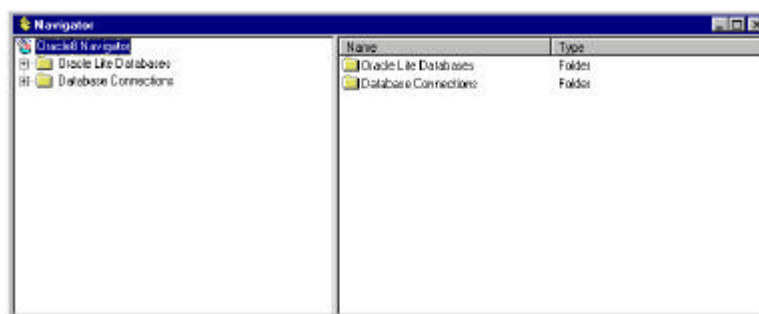 Navigator
Oracle8 Navigator
Oracle Lite Databases
Database Connections
Name Type
Oracle Lite Databases Folder
Database Connections Folder